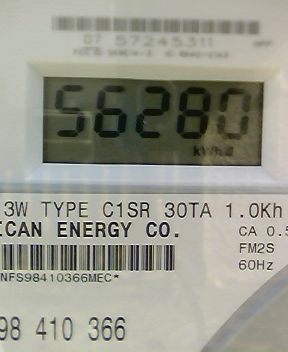 07 57245311
56280
kWh
3W TYPE C1SR 30TA 1.0Kh
ICAN ENERGY CO.
CA 0.5
FM2S
60Hz
NFS98410366MEC*
98 410 366